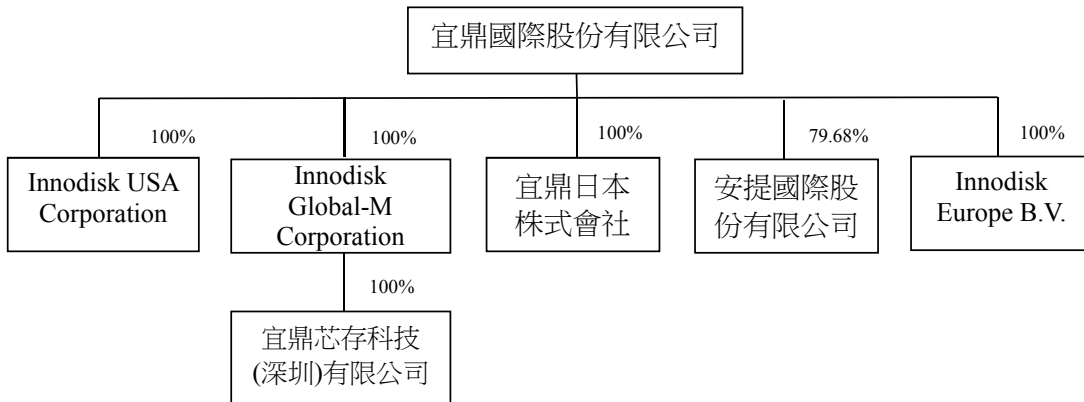 宜鼎國際股份有限公司
100%
100%
100%
79.68%
100%
Innodisk USA
Corporation
Innodisk
Global-M
Corporation
宜鼎日本
株式會社
安提國際股
份有限公司
Innodisk
Europe B.V.
100%
宜鼎芯存科技
(深圳)有限公司